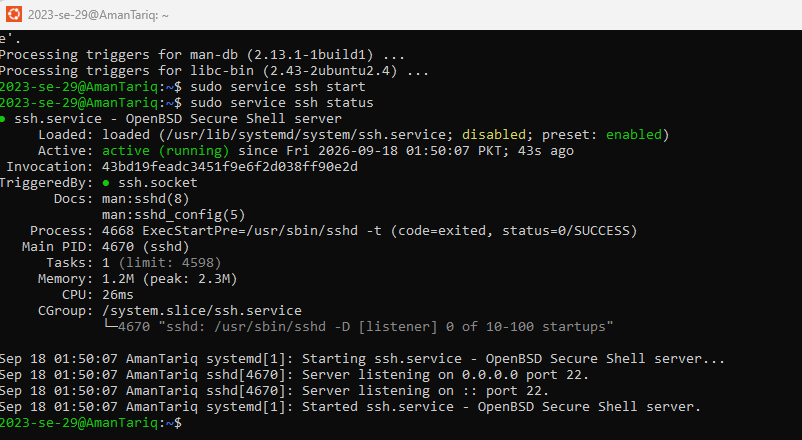 2023-se-29@AmanTariq: ~
e'.
Processing triggers for man-db (2.13.1-1build1) ...
Processing triggers for libc-bin (2.43-2ubuntu2.4) ...
2023-se-29@AmanTariq:~$ sudo service ssh start
2023-se-29@AmanTariq:~$ sudo service ssh status
● ssh.service - OpenBSD Secure Shell server
     Loaded: loaded (/usr/lib/systemd/system/ssh.service; disabled; preset: enabled)
     Active: active (running) since Fri 2026-09-18 01:50:07 PKT; 43s ago
 Invocation: 43bd19feadc3451f9e6f2d038ff90e2d
TriggeredBy: ● ssh.socket
       Docs: man:sshd(8)
             man:sshd_config(5)
    Process: 4668 ExecStartPre=/usr/sbin/sshd -t (code=exited, status=0/SUCCESS)
   Main PID: 4670 (sshd)
      Tasks: 1 (limit: 4598)
     Memory: 1.2M (peak: 2.3M)
        CPU: 26ms
     CGroup: /system.slice/ssh.service
             └─4670 "sshd: /usr/sbin/sshd -D [listener] 0 of 10-100 startups"
Sep 18 01:50:07 AmanTariq systemd[1]: Starting ssh.service - OpenBSD Secure Shell server...
Sep 18 01:50:07 AmanTariq sshd[4670]: Server listening on 0.0.0.0 port 22.
Sep 18 01:50:07 AmanTariq sshd[4670]: Server listening on :: port 22.
Sep 18 01:50:07 AmanTariq systemd[1]: Started ssh.service - OpenBSD Secure Shell server.
2023-se-29@AmanTariq:~$